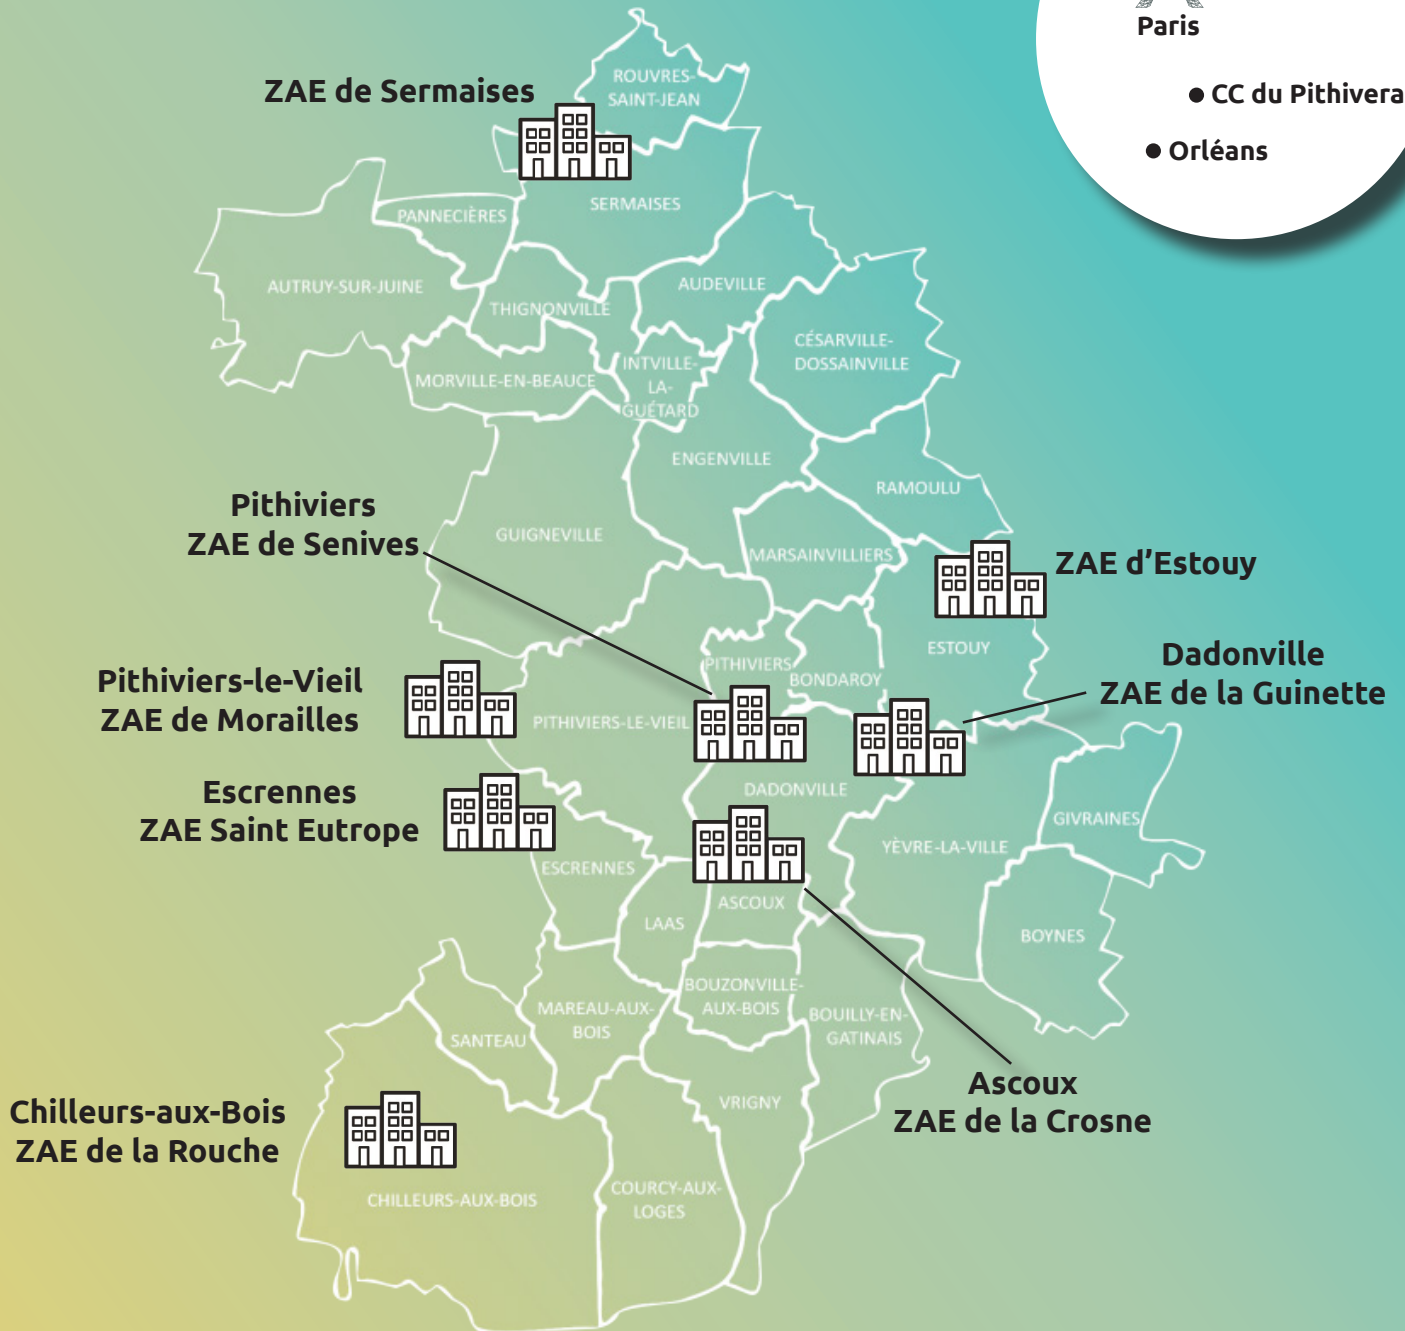 Paris
CC du Pithivera
Orléans
ZAE de Sermaises
ROUVRES-
SAINT-JEAN
SERMAISES
PANNECIÈRES
AUTRUY-SUR-JUINE
AUDEVILLE
THIGNONVILLE
CÉSARVILLE-
DOSSAINVILLE
INTVILLE-
LA-
GUÉTARD
MORVILLE-EN-BEAUCE
ENGENVILLE
RAMOULU
Pithiviers
ZAE de Senives
GUIGNEVILLE
MARSAINVILLIERS
ZAE d'Estouy
ESTOUY
PITHIVIERS
BONDAROY
Dadonville
ZAE de la Guinette
Pithiviers-le-Vieil
ZAE de Morailles
PITHIVIERS-LE-VIEIL
DADONVILLE
Escrennes
ZAE Saint Eutrope
GIVRAINES
YÈVRE-LA-VILLE
ESCRENNES
ASCOUX
LAAS
BOYNES
BOUZONVILLE-
AUX-BOIS
MAREAU-AUX-
BOIS
BOUILLY-EN-
GATINAIS
SANTEAU
Ascoux
ZAE de la Crosne
VRIGNY
Chilleurs-aux-Bois
ZAE de la Rouche
CHILLEURS-AUX-BOIS
COURCY-AUX-
LOGES